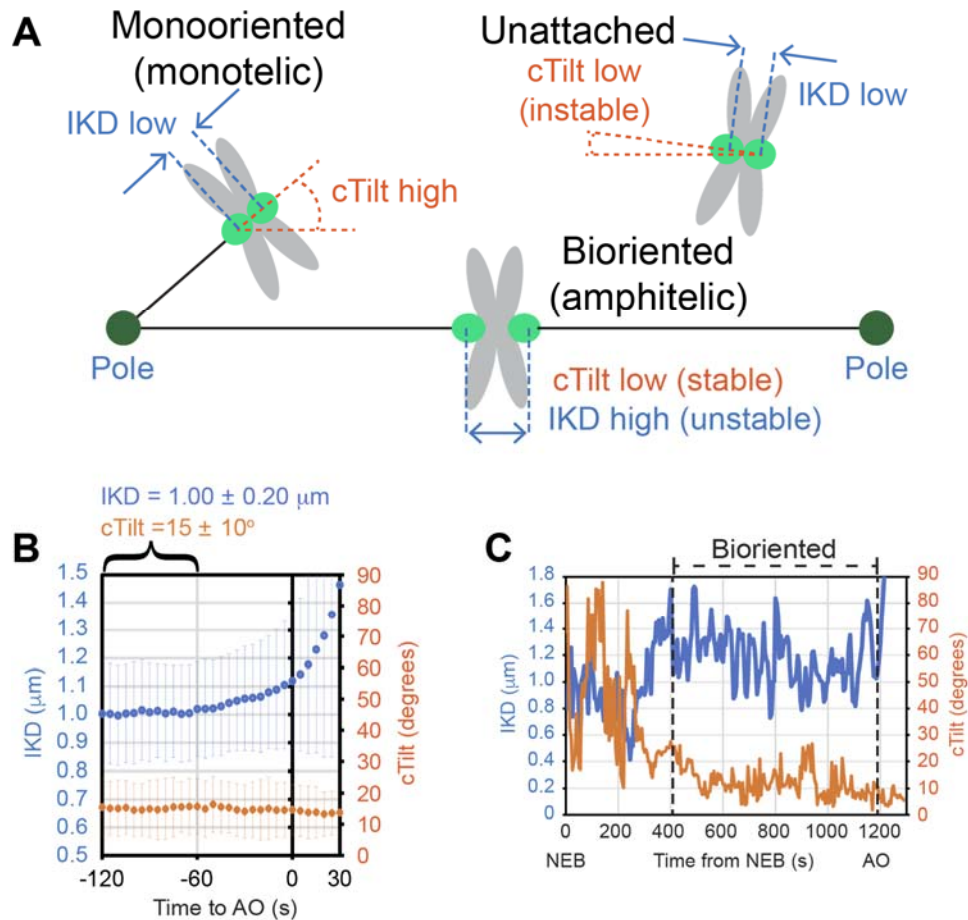 A
Monooriented
(monotelic)
IKD low
cTilt high
Unattached
cTilt low
(instable)
IKD low
Bioriented
(amphitelic)
Pole
Pole
cTilt low (stable)
IKD high (unstable)
IKD = 1.00 ± 0.20 μm
cTilt =15 ± 10°
B
IKD (μm)
1.5
1.4
1.3
1.2
1.1
1.0
0.9
0.8
0.7
0.6
0.5
90
80
70
60
50
40
30
20
10
0
cTilt (degrees)
-120 -60 0 30
Time to AO (s)
C
Bioriented
IKD (μm)
1.8
1.6
1.4
1.2
1.0
0.8
0.6
0.4
0.2
0
90
80
70
60
50
40
30
20
10
0
cTilt (degrees)
0 200 400 600 800 1000 1200
NEB Time from NEB (s) AO